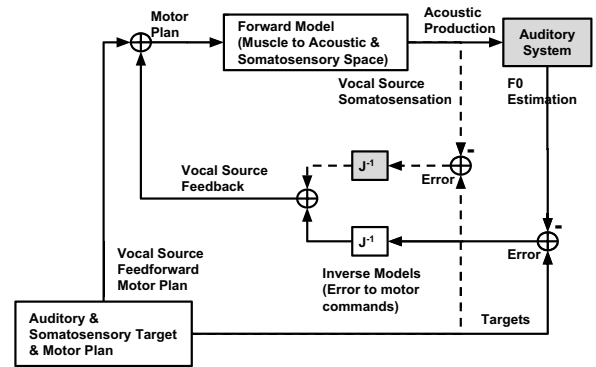 Motor
Plan
Forward Model
(Muscle to Acoustic &
Somatosensory Space)
Acoustic
Production
Auditory
System
Vocal Source
Somatosensation
F0
Estimation
-
J-1
Error
Vocal Source
Feedback
-
J-1
Error
Vocal Source
Feedforward
Motor Plan
Inverse Models
(Error to motor
commands)
Auditory &
Somatosensory Target
& Motor Plan
Targets